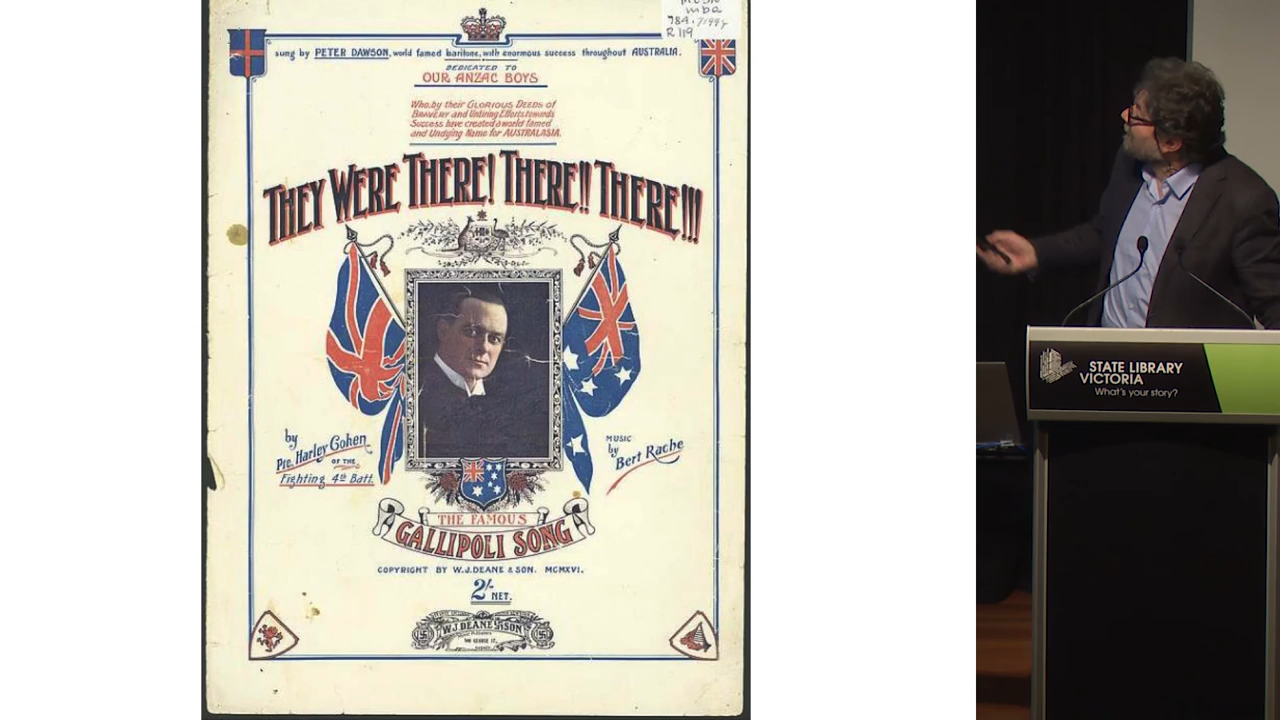 Music
mba
784.7199
R119
sung by PETER DAWSON, world famed baritone, with enormous success throughout AUSTRALIA.
DEDICATED TO
OUR ANZAC BOYS
Who, by their GLORIOUS DEEDS of
BRAVERY and Untiring Efforts towards
Success have created a world famed
and Undying Name for AUSTRALASIA.
THEY WERE THERE! THERE!! THERE!!!
by
Pte. Harley Cohen
OF THE
Fighting 4th Batt.
MUSIC
by
Bert Rache
THE FAMOUS
GALLIPOLI SONG
COPYRIGHT BY W.J. DEANE & SON. MCMXVI.
2/- NET.
W.J. DEANE & SON
STATE LIBRARY
VICTORIA
What's your story?